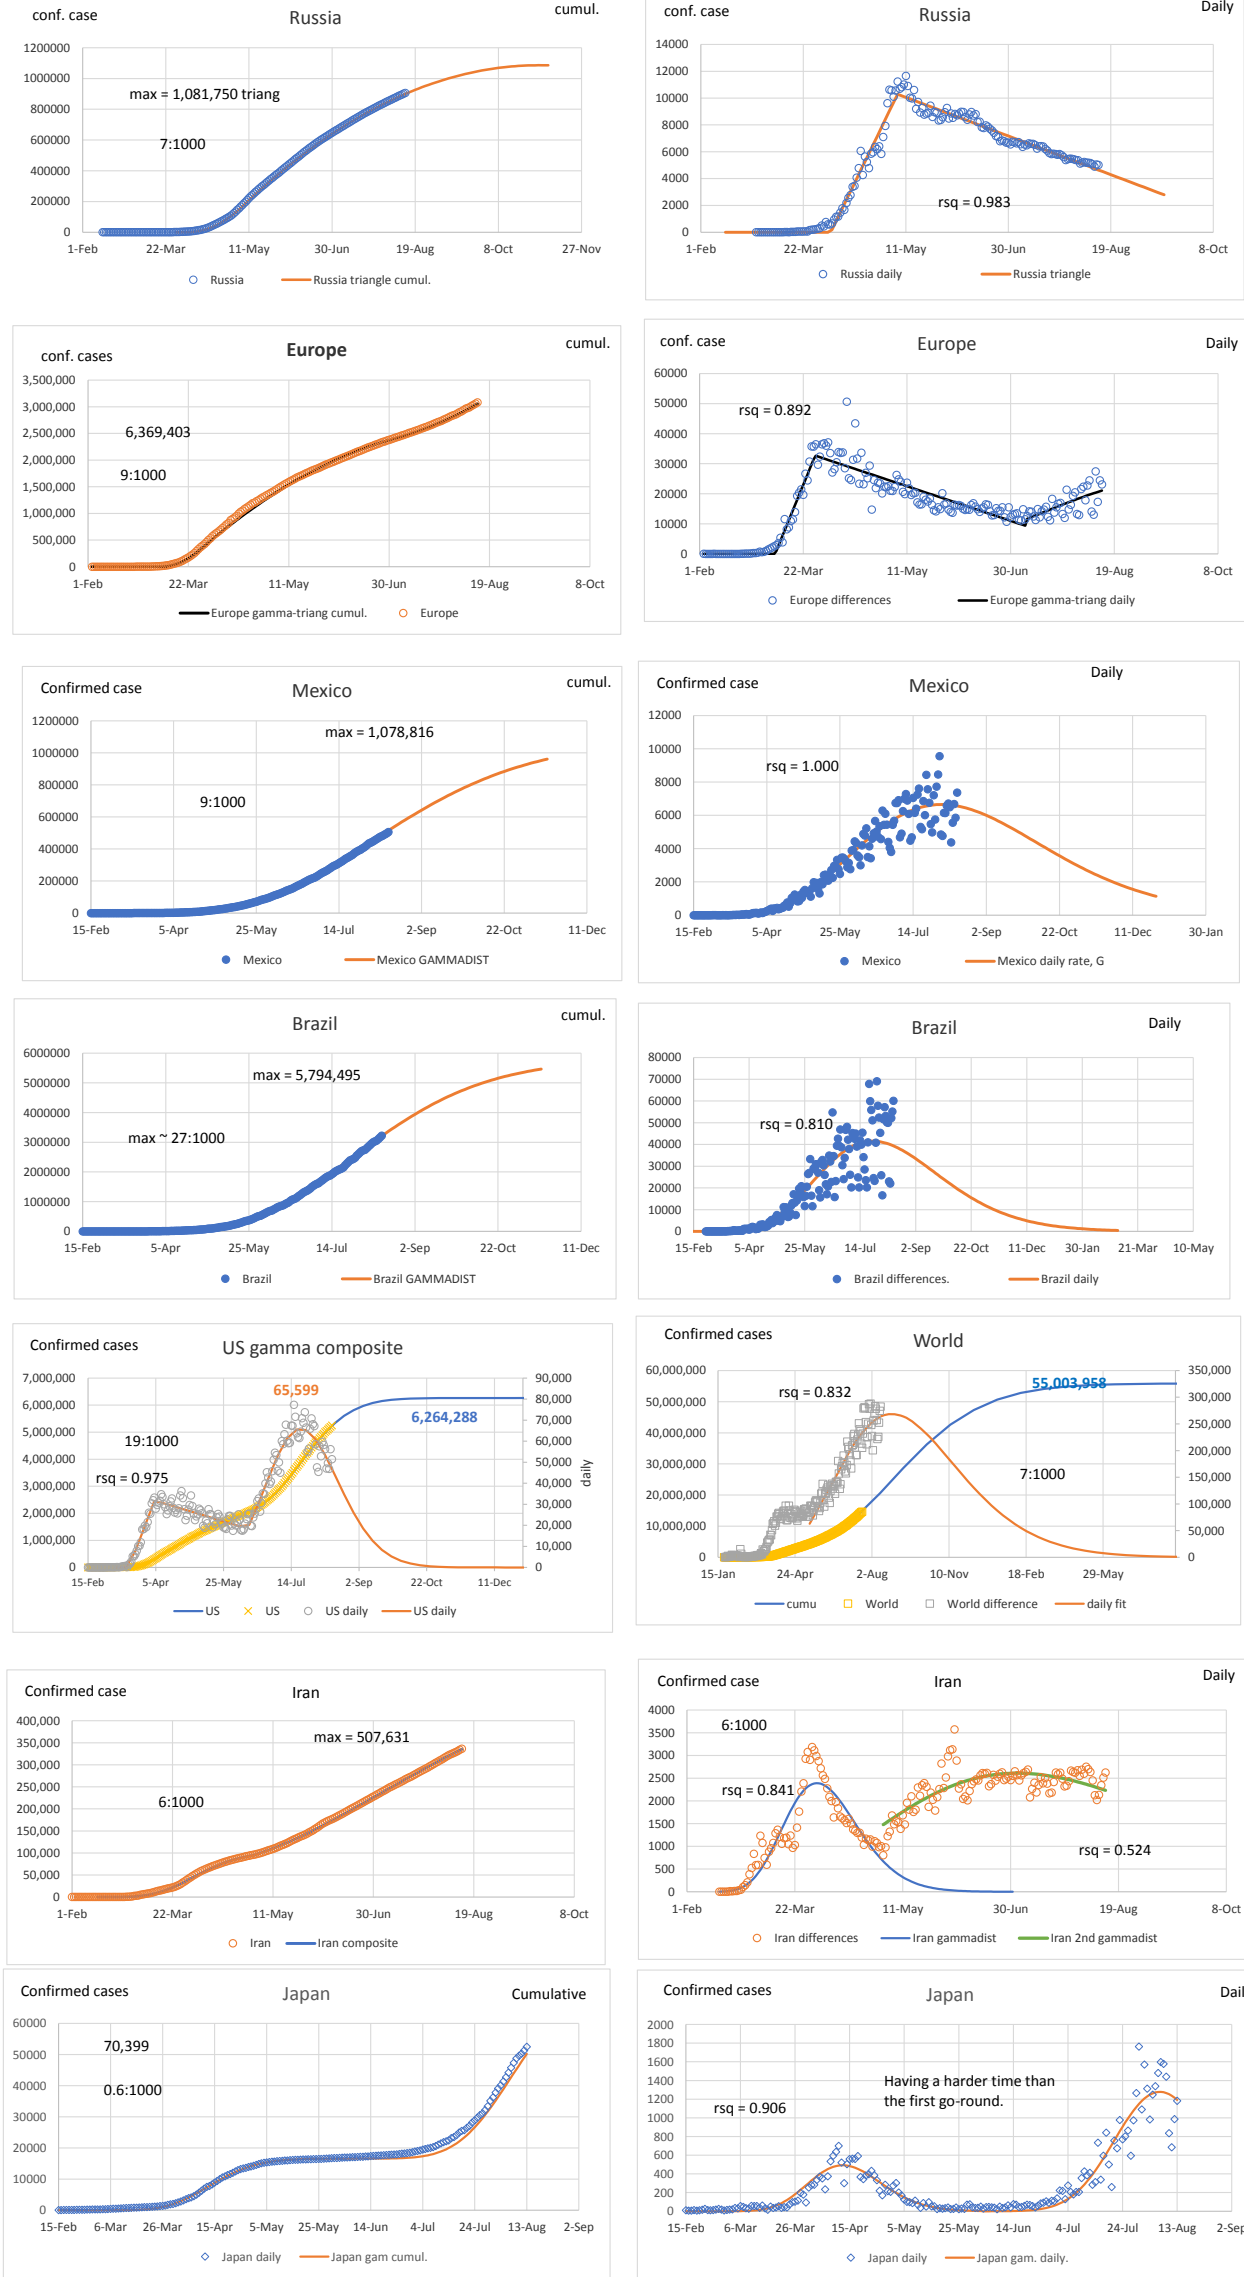 conf. case
Russia
cumul.
1200000
1000000
800000
600000
400000
200000
0
max = 1,081,750 triang
7:1000
1-Feb 22-Mar 11-May 30-Jun 19-Aug 8-Oct 27-Nov
Russia Russia triangle cumul.
conf. case
Russia
Daily
14000
12000
10000
8000
6000
4000
2000
0
rsq = 0.983
1-Feb 22-Mar 11-May 30-Jun 19-Aug 8-Oct
Russia daily Russia triangle
conf. cases
Europe
cumul.
3,500,000
3,000,000
2,500,000
2,000,000
1,500,000
1,000,000
500,000
0
6,369,403
9:1000
1-Feb 22-Mar 11-May 30-Jun 19-Aug 8-Oct
Europe gamma-triang cumul. Europe
conf. case
Europe
Daily
60000
50000
40000
30000
20000
10000
0
rsq = 0.892
1-Feb 22-Mar 11-May 30-Jun 19-Aug 8-Oct
Europe differences Europe gamma-triang daily
Confirmed case
Mexico
cumul.
1200000
1000000
800000
600000
400000
200000
0
max = 1,078,816
9:1000
15-Feb 5-Apr 25-May 14-Jul 2-Sep 22-Oct 11-Dec
Mexico Mexico GAMMADIST
Confirmed case
Mexico
Daily
12000
10000
8000
6000
4000
2000
0
rsq = 1.000
15-Feb 5-Apr 25-May 14-Jul 2-Sep 22-Oct 11-Dec 30-Jan
Mexico Mexico daily rate, G
Brazil
cumul.
6000000
5000000
4000000
3000000
2000000
1000000
0
max = 5,794,495
max ~ 27:1000
15-Feb 5-Apr 25-May 14-Jul 2-Sep 22-Oct 11-Dec
Brazil Brazil GAMMADIST
Brazil
Daily
80000
70000
60000
50000
40000
30000
20000
10000
0
rsq = 0.810
15-Feb 5-Apr 25-May 14-Jul 2-Sep 22-Oct 11-Dec 30-Jan 21-Mar 10-May
Brazil differences. Brazil daily
Confirmed cases
US gamma composite
7,000,000
6,000,000
5,000,000
4,000,000
3,000,000
2,000,000
1,000,000
0
65,599
6,264,288
19:1000
rsq = 0.975
90,000
80,000
70,000
60,000
50,000
40,000
30,000
20,000
10,000
0
daily
15-Feb 5-Apr 25-May 14-Jul 2-Sep 22-Oct 11-Dec
US US US daily US daily
Confirmed cases
World
60,000,000
50,000,000
40,000,000
30,000,000
20,000,000
10,000,000
0
rsq = 0.832
55,003,958
7:1000
350,000
300,000
250,000
200,000
150,000
100,000
50,000
0
15-Jan 24-Apr 2-Aug 10-Nov 18-Feb 29-May
cumu World World difference daily fit
Confirmed case
Iran
400,000
350,000
300,000
250,000
200,000
150,000
100,000
50,000
0
max = 507,631
6:1000
1-Feb 22-Mar 11-May 30-Jun 19-Aug 8-Oct
Iran Iran composite
Confirmed case
Iran
Daily
4000
3500
3000
2500
2000
1500
1000
500
0
6:1000
rsq = 0.841
rsq = 0.524
1-Feb 22-Mar 11-May 30-Jun 19-Aug 8-Oct
Iran differences Iran gammadist Iran 2nd gammadist
Confirmed cases
Japan
Cumulative
60000
50000
40000
30000
20000
10000
0
70,399
0.6:1000
15-Feb 6-Mar 26-Mar 15-Apr 5-May 25-May 14-Jun 4-Jul 24-Jul 13-Aug 2-Sep
Japan daily Japan gam cumul.
Confirmed cases
Japan
Dail
2000
1800
1600
1400
1200
1000
800
600
400
200
0
Having a harder time than
the first go-round.
rsq = 0.906
15-Feb 6-Mar 26-Mar 15-Apr 5-May 25-May 14-Jun 4-Jul 24-Jul 13-Aug 2-Sep
Japan daily Japan gam. daily.